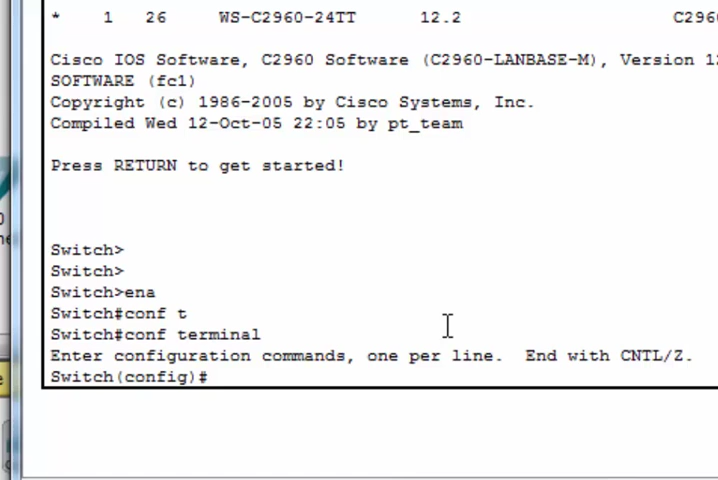 * 1 26 WS-C2960-24TT 12.2 C296
Cisco IOS Software, C2960 Software (C2960-LANBASE-M), Version 1
SOFTWARE (fc1)
Copyright (c) 1986-2005 by Cisco Systems, Inc.
Compiled Wed 12-Oct-05 22:05 by pt_team
Press RETURN to get started!
Switch>
Switch>
Switch>ena
Switch#conf t
Switch#conf terminal
Enter configuration commands, one per line. End with CNTL/Z.
Switch(config)#